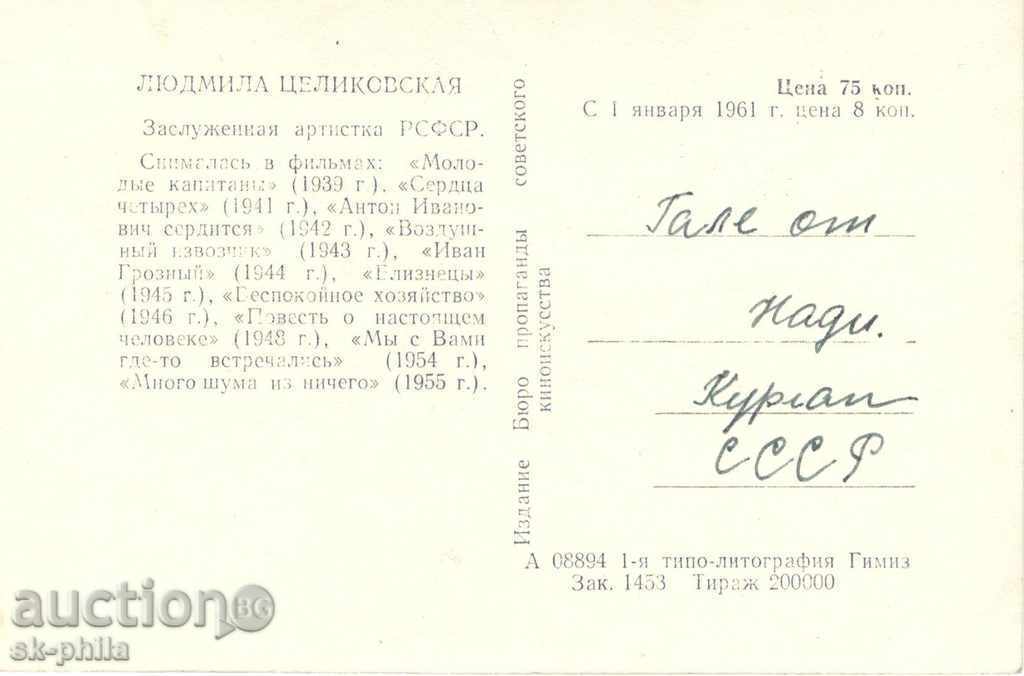 ЛЮДМИЛА ЦЕЛИКОВСКАЯ
Заслуженная артистка РСФСР.
Снималась в фильмах: «Моло-
дые капитаны» (1939 г.). «Сердца
четырех» (1941 г.), «Антон Ивано-
вич сердится» (1942 г.), «Воздуш-
ный извозчик» (1943 г.), «Иван
Грозный» (1944 г.), «Близнецы»
(1945 г.), «Беспокойное хозяйство»
(1946 г.), «Повесть о настоящем
человеке» (1948 г.), «Мы с Вами
где-то встречались» (1954 г.),
«Много шума из ничего» (1955 г.).
Издание Бюро пропаганды советского
киноискусства
Цена 75 коп.
С 1 января 1961 г. цена 8 коп.
Гале от
Нади.
Курган
СССР
А 08894 1-я типо-литография Гимиз
Зак. 1453 Тираж 200000
auction BG
sk-phila